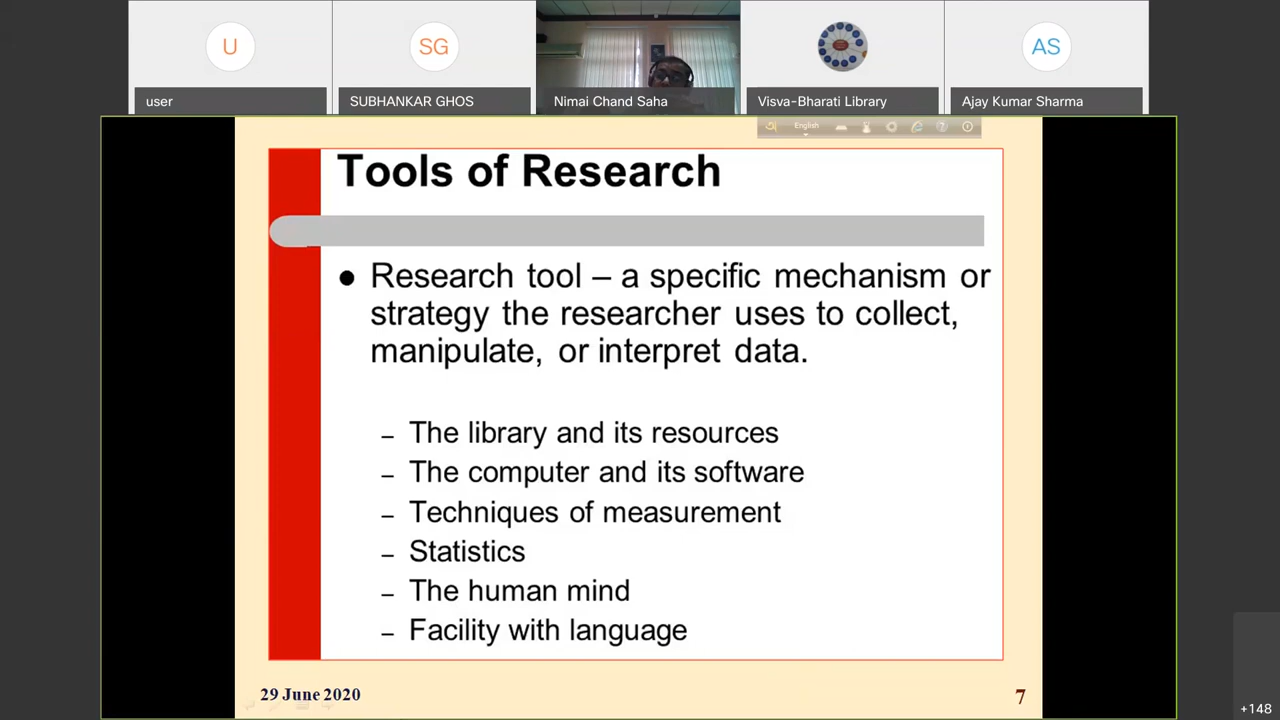 U
SG
AS
user
SUBHANKAR GHOS
Nimai Chand Saha
Visva-Bharati Library
Ajay Kumar Sharma
English
Tools of Research
● Research tool – a specific mechanism or
strategy the researcher uses to collect,
manipulate, or interpret data.
– The library and its resources
– The computer and its software
– Techniques of measurement
– Statistics
– The human mind
– Facility with language
29 June 2020
7
+148